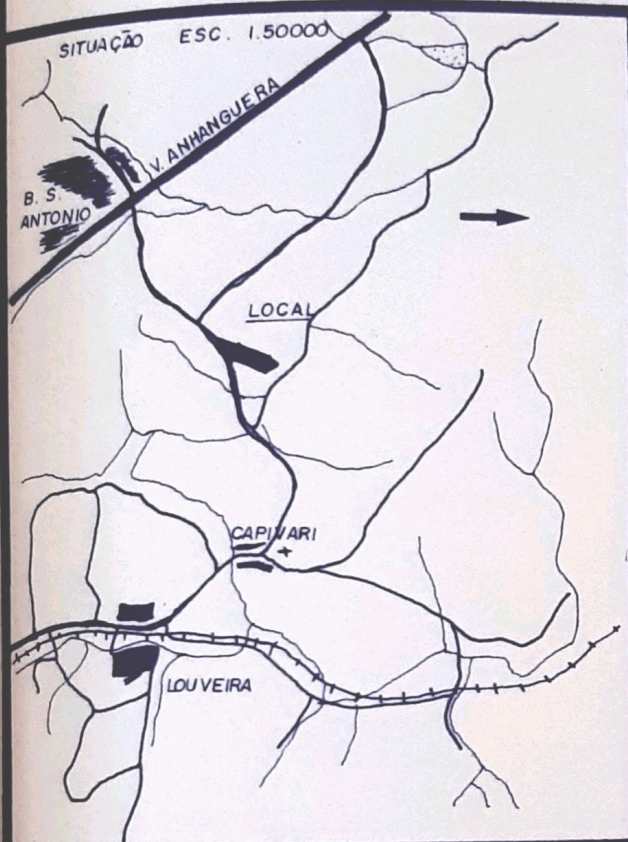 SITUAÇÃO ESC. 1.50000
V. ANHANGUERA
B. S.
ANTONIO
LOCAL
CAPIVARI
LOUVEIRA